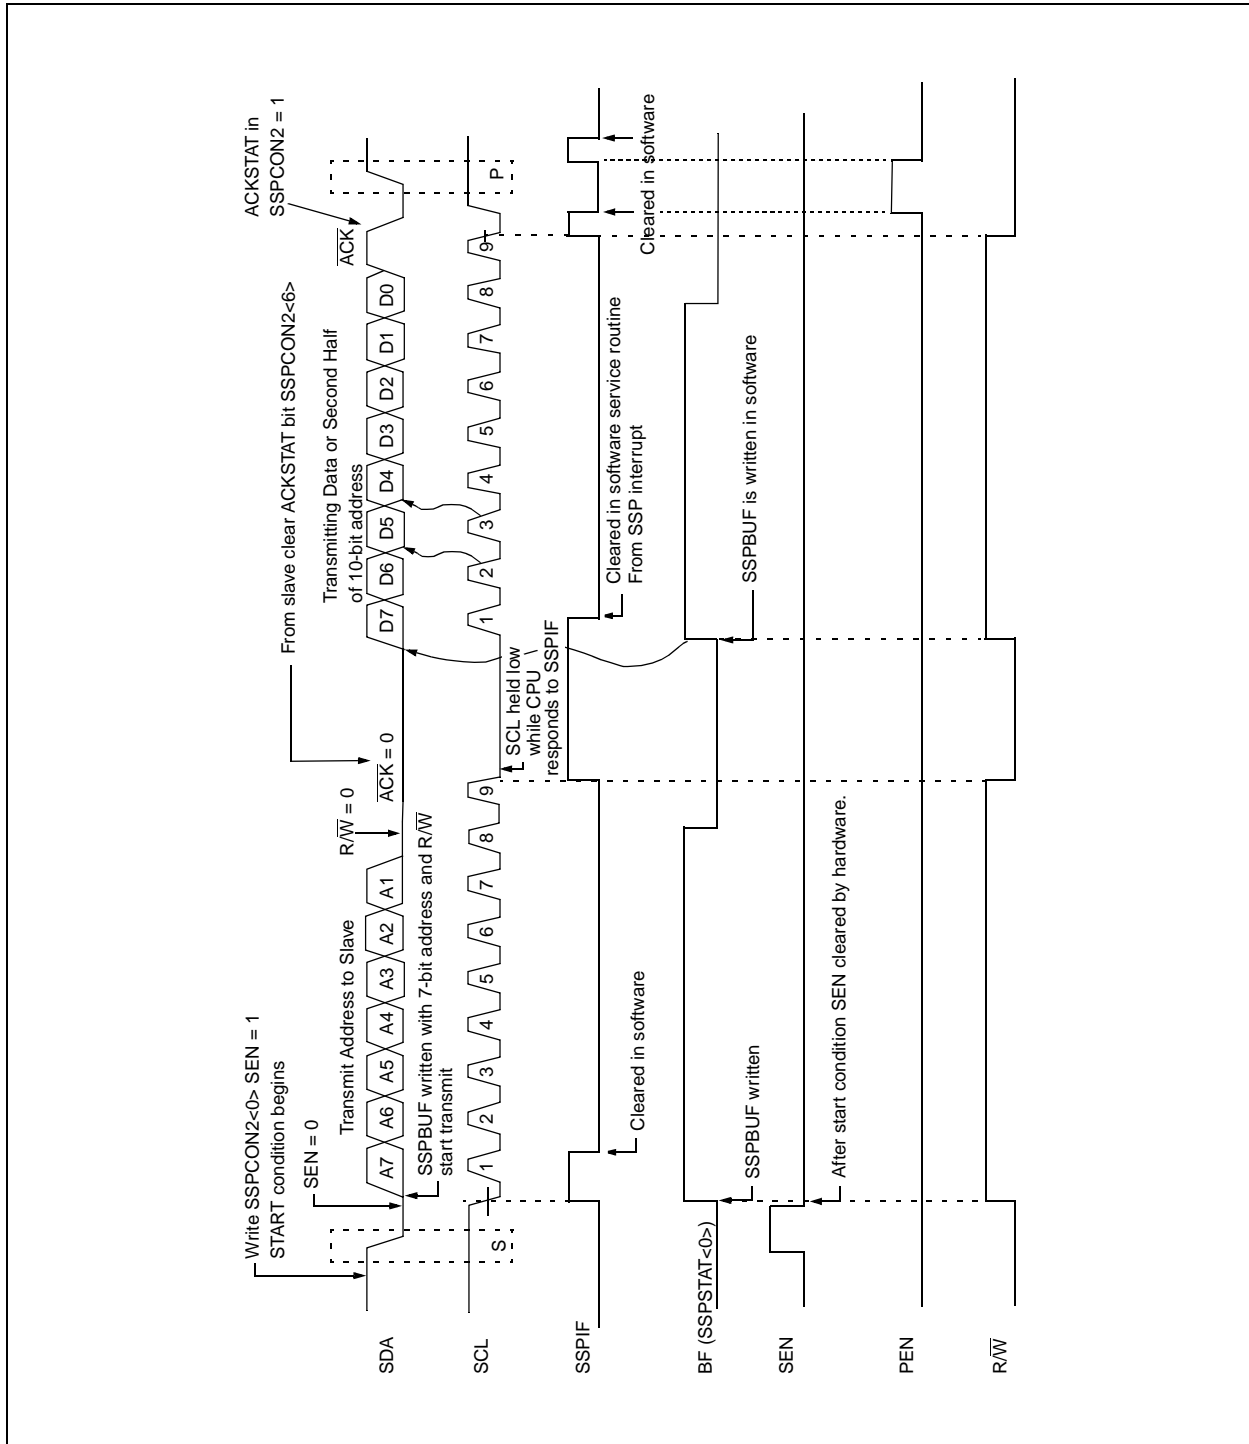 Write SSPCON2<0> SEN = 1
START condition begins
SEN = 0
Transmit Address to Slave
R/W = 0
From slave clear ACKSTAT bit SSPCON2<6>
ACK = 0
Transmitting Data or Second Half
of 10-bit address
ACKSTAT in
SSPCON2 = 1
ACK
SDA
A7 A6 A5 A4 A3 A2 A1
D7 D6 D5 D4 D3 D2 D1 D0
SSPBUF written with 7-bit address and R/W
start transmit
SCL
S
1 2 3 4 5 6 7 8 9
1 2 3 4 5 6 7 8 9
P
SCL held low
while CPU
responds to SSPIF
SSPIF
Cleared in software
Cleared in software service routine
From SSP interrupt
Cleared in software
BF (SSPSTAT<0>)
SSPBUF written
SSPBUF is written in software
SEN
After start condition SEN cleared by hardware.
PEN
R/W